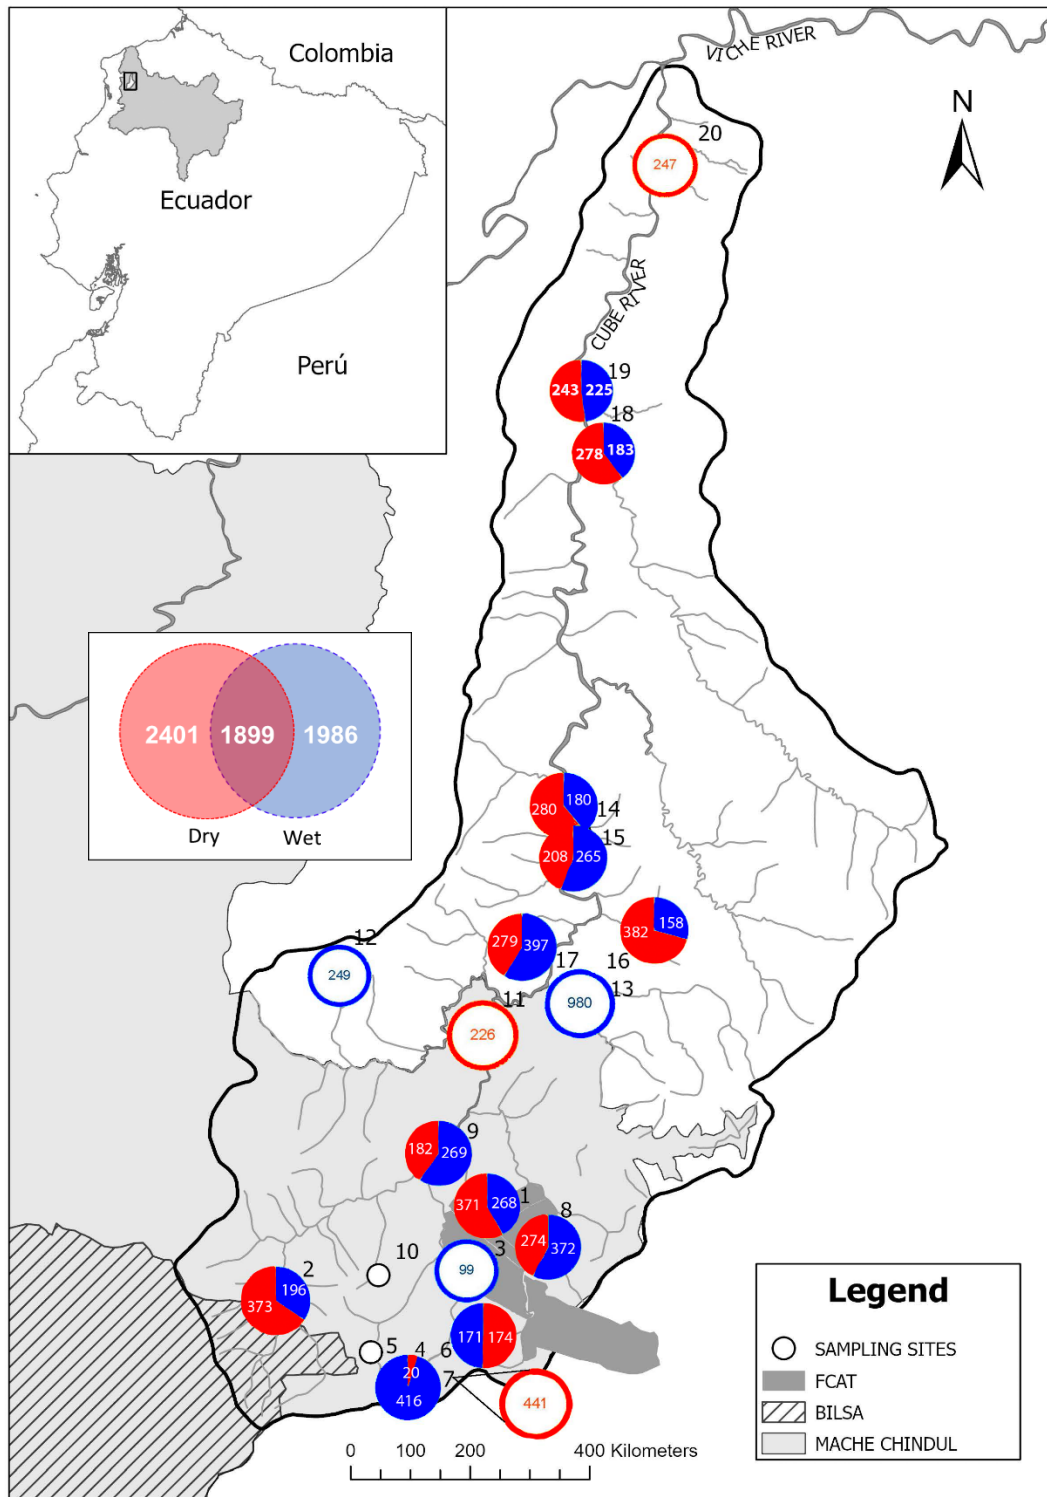 Colombia
Ecuador
Perú
VICHE RIVER
N
20
247
CUBE RIVER
19
243 225
18
278 183
2401 1899 1986
Dry Wet
280 180 14
15
208 265
382 158
16
279 397
17
12
249
980 13
11
226
9
182 269
371 268 1
8
274 372
3
99
10
2
373 196
5 4 6
20
416
171 174
7
441
0 100 200 400 Kilometers
Legend
SAMPLING SITES
FCAT
BILSA
MACHE CHINDUL